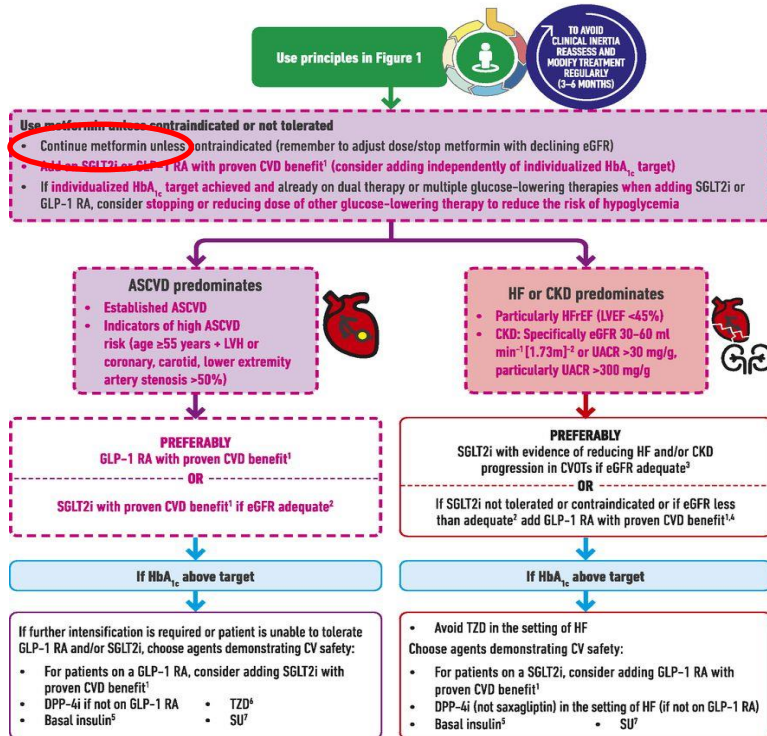 Use principles in Figure 1
TO AVOID
CLINICAL INERTIA
REASSESS AND
MODIFY TREATMENT
REGULARLY
(3–6 MONTHS)
Use metformin unless contraindicated or not tolerated
• Continue metformin unless contraindicated (remember to adjust dose/stop metformin with declining eGFR)
• Add an SGLT2i or GLP-1 RA with proven CVD benefit¹ (consider adding independently of individualized HbA1c target)
• If individualized HbA1c target achieved and already on dual therapy or multiple glucose-lowering therapies when adding SGLT2i or
GLP-1 RA, consider stopping or reducing dose of other glucose-lowering therapy to reduce the risk of hypoglycemia
ASCVD predominates
• Established ASCVD
• Indicators of high ASCVD
risk (age ≥55 years + LVH or
coronary, carotid, lower extremity
artery stenosis >50%)
HF or CKD predominates
• Particularly HFrEF (LVEF <45%)
• CKD: Specifically eGFR 30–60 ml
min⁻¹ [1.73m]⁻² or UACR >30 mg/g,
particularly UACR >300 mg/g
PREFERABLY
GLP-1 RA with proven CVD benefit¹
OR
SGLT2i with proven CVD benefit¹ if eGFR adequate²
PREFERABLY
SGLT2i with evidence of reducing HF and/or CKD
progression in CVOTs if eGFR adequate³
OR
If SGLT2i not tolerated or contraindicated or if eGFR less
than adequate² add GLP-1 RA with proven CVD benefit¹,⁴
If HbA1c above target
If HbA1c above target
If further intensification is required or patient is unable to tolerate
GLP-1 RA and/or SGLT2i, choose agents demonstrating CV safety:
• For patients on a GLP-1 RA, consider adding SGLT2i with
proven CVD benefit¹
• DPP-4i if not on GLP-1 RA • TZD⁶
• Basal insulin⁵ • SU⁷
• Avoid TZD in the setting of HF
Choose agents demonstrating CV safety:
• For patients on a SGLT2i, consider adding GLP-1 RA with
proven CVD benefit¹
• DPP-4i (not saxagliptin) in the setting of HF (if not on GLP-1 RA)
• Basal insulin⁵ • SU⁷